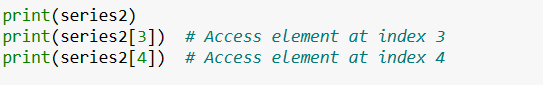 print(series2)
print(series2[3])  # Access element at index 3
print(series2[4])  # Access element at index 4